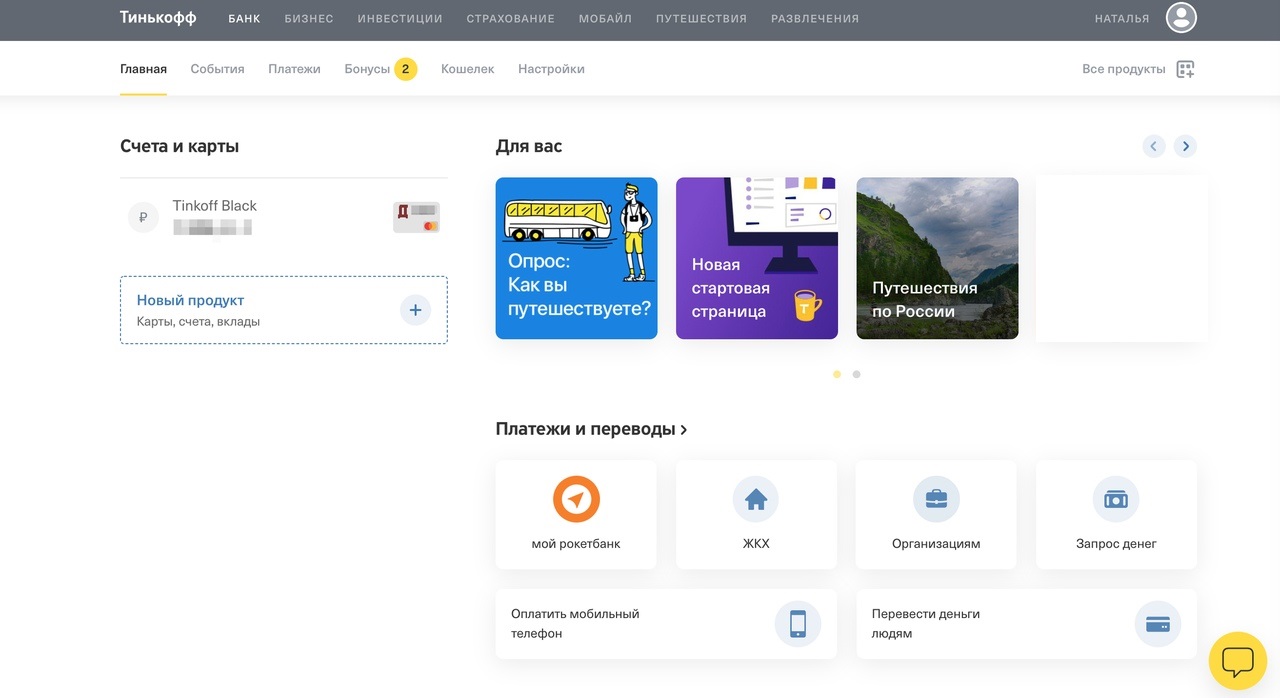 Тинькофф БАНК БИЗНЕС ИНВЕСТИЦИИ СТРАХОВАНИЕ МОБАЙЛ ПУТЕШЕСТВИЯ РАЗВЛЕЧЕНИЯ НАТАЛЬЯ
Главная События Платежи Бонусы 2 Кошелек Настройки Все продукты
Счета и карты
₽
Tinkoff Black
Д
Новый продукт
Карты, счета, вклады
Для вас
Опрос:
Как вы
путешествуете?
Новая
стартовая
страница
Т
Путешествия
по России
Платежи и переводы
мой рокетбанк
ЖКХ
Организациям
Запрос денег
Оплатить мобильный
телефон
Перевести деньги
людям